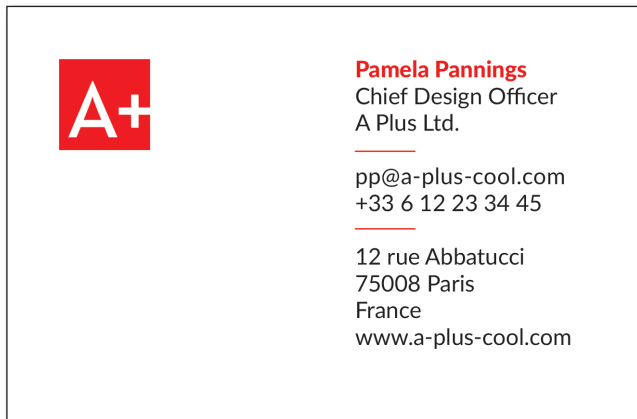 A+
Pamela Pannings
Chief Design Officer
A Plus Ltd.
pp@a-plus-cool.com
+33 6 12 23 34 45
12 rue Abbatucci
75008 Paris
France
www.a-plus-cool.com